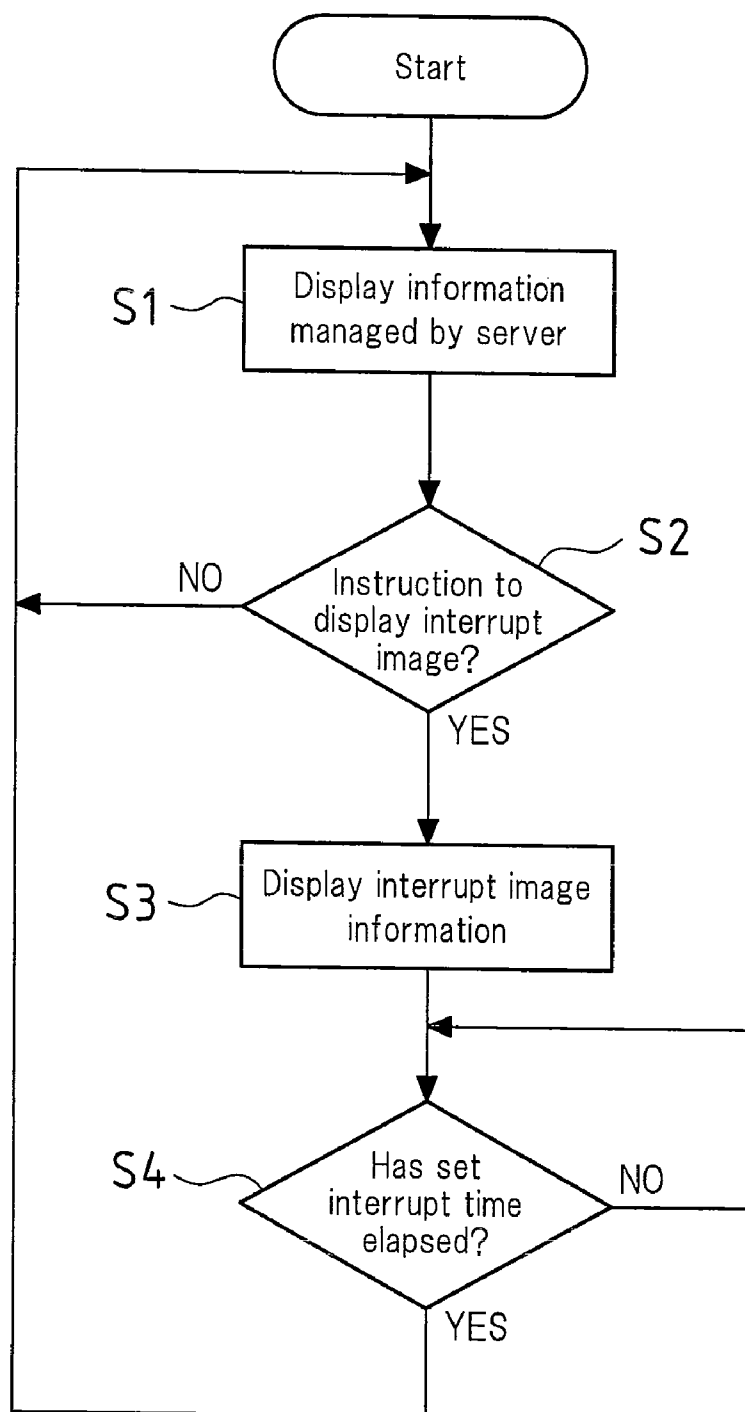 Start
S1
Display information
managed by server
S2
NO
Instruction to
display interrupt
image?
YES
S3
Display interrupt image
information
S4
Has set
interrupt time
elapsed?
NO
YES